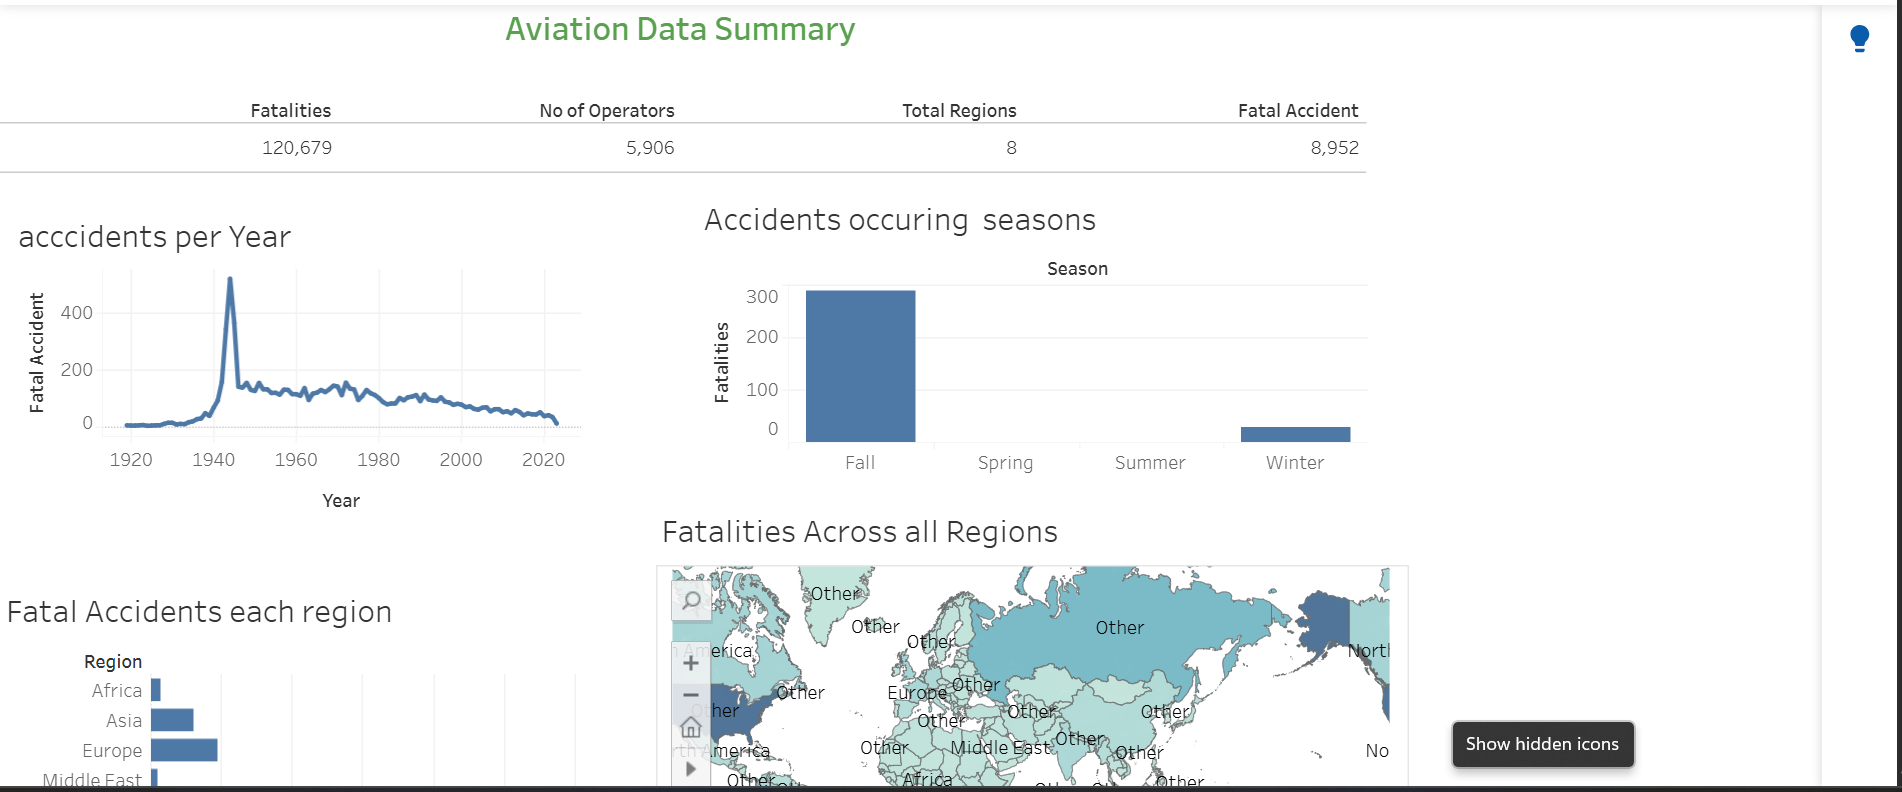 Aviation Data Summary
Fatalities No of Operators Total Regions Fatal Accident
120,679 5,906 8 8,952
acccidents per Year
Fatal Accident
400
200
0
1920 1940 1960 1980 2000 2020
Year
Accidents occuring seasons
Season
Fatalities
300
200
100
0
Fall Spring Summer Winter
Fatal Accidents each region
Region
Africa
Asia
Europe
Middle East
Fatalities Across all Regions
Other
Other Other
Other
America North
Other Europe Other
Other Other Other Other
Other Middle East Other Other
America No
Other Africa Other
Show hidden icons